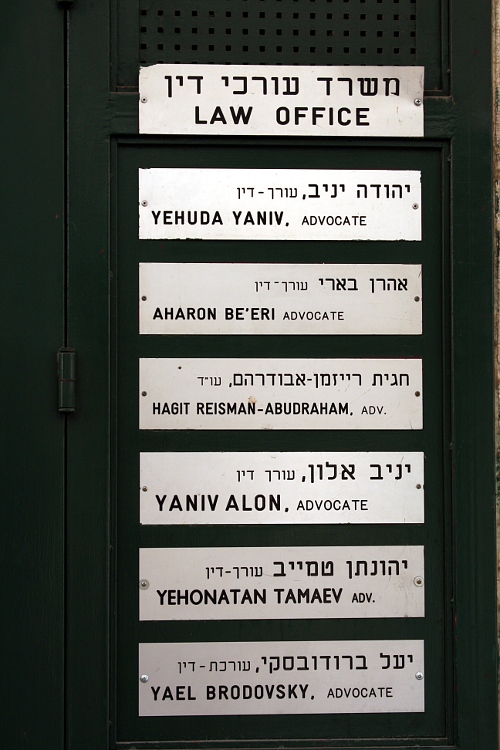 משרד עורכי דין
LAW OFFICE
יהודה יניב, עורך-דין
YEHUDA YANIV, ADVOCATE
אהרן בארי עורך-דין
AHARON BE'ERI ADVOCATE
חגית רייזמן-אבודרהם, עו״ד
HAGIT REISMAN-ABUDRAHAM, ADV.
יניב אלון, עורך דין
YANIV ALON, ADVOCATE
יהונתן טמייב עורך-דין
YEHONATAN TAMAEV ADV.
יעל ברודובסקי, עורכת-דין
YAEL BRODOVSKY, ADVOCATE